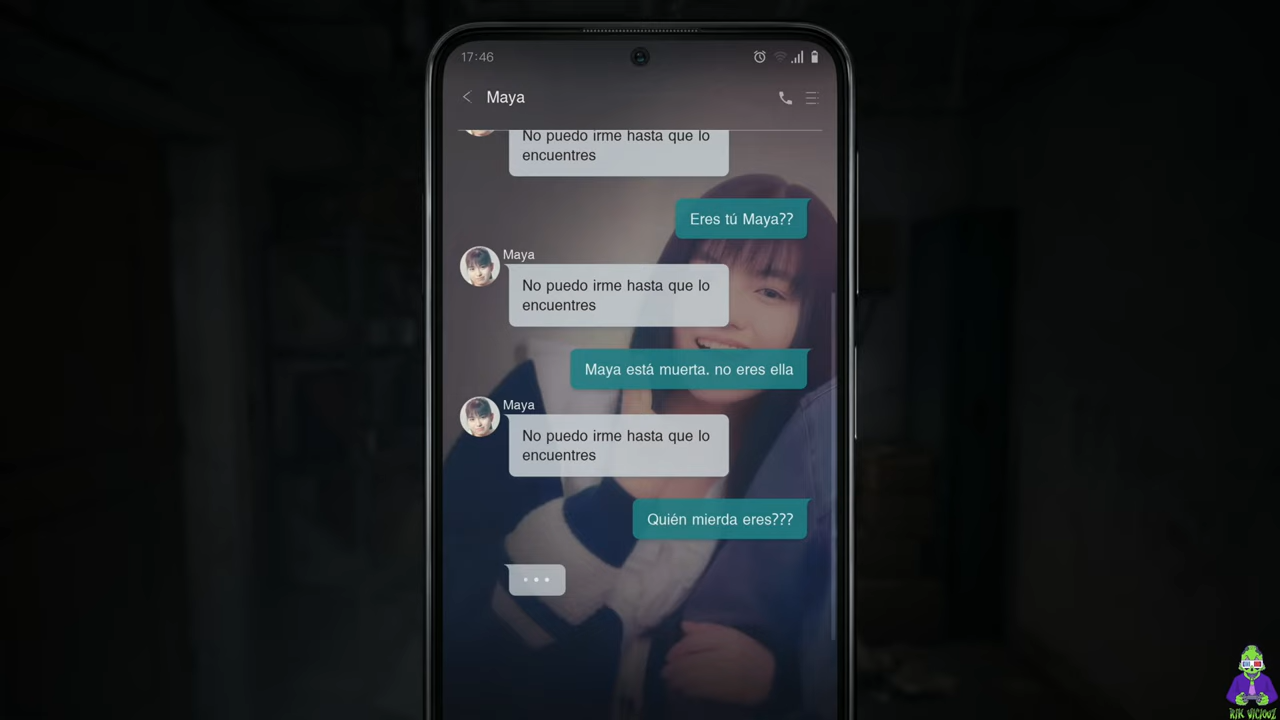 17:46
Maya
No puedo irme hasta que lo
encuentres
Eres tú Maya??
Maya
No puedo irme hasta que lo
encuentres
Maya está muerta. no eres ella
Maya
No puedo irme hasta que lo
encuentres
Quién mierda eres???
RIK VICIOUZ